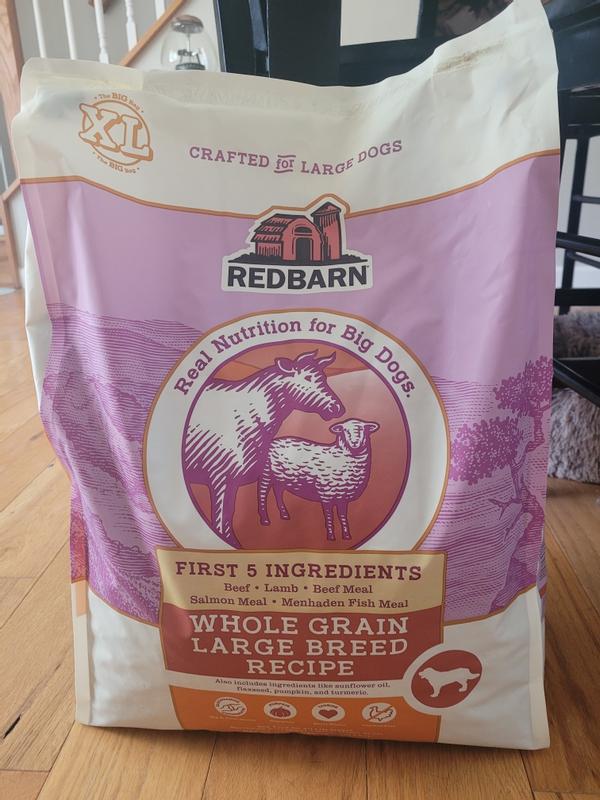 The BIG Bag
XL
The BIG Bag
CRAFTED for LARGE DOGS
REDBARN
Real Nutrition for Big Dogs.
FIRST 5 INGREDIENTS
Beef • Lamb • Beef Meal
Salmon Meal • Menhaden Fish Meal
WHOLE GRAIN
LARGE BREED
RECIPE
Also includes ingredients like sunflower oil,
flaxseed, pumpkin, and turmeric.